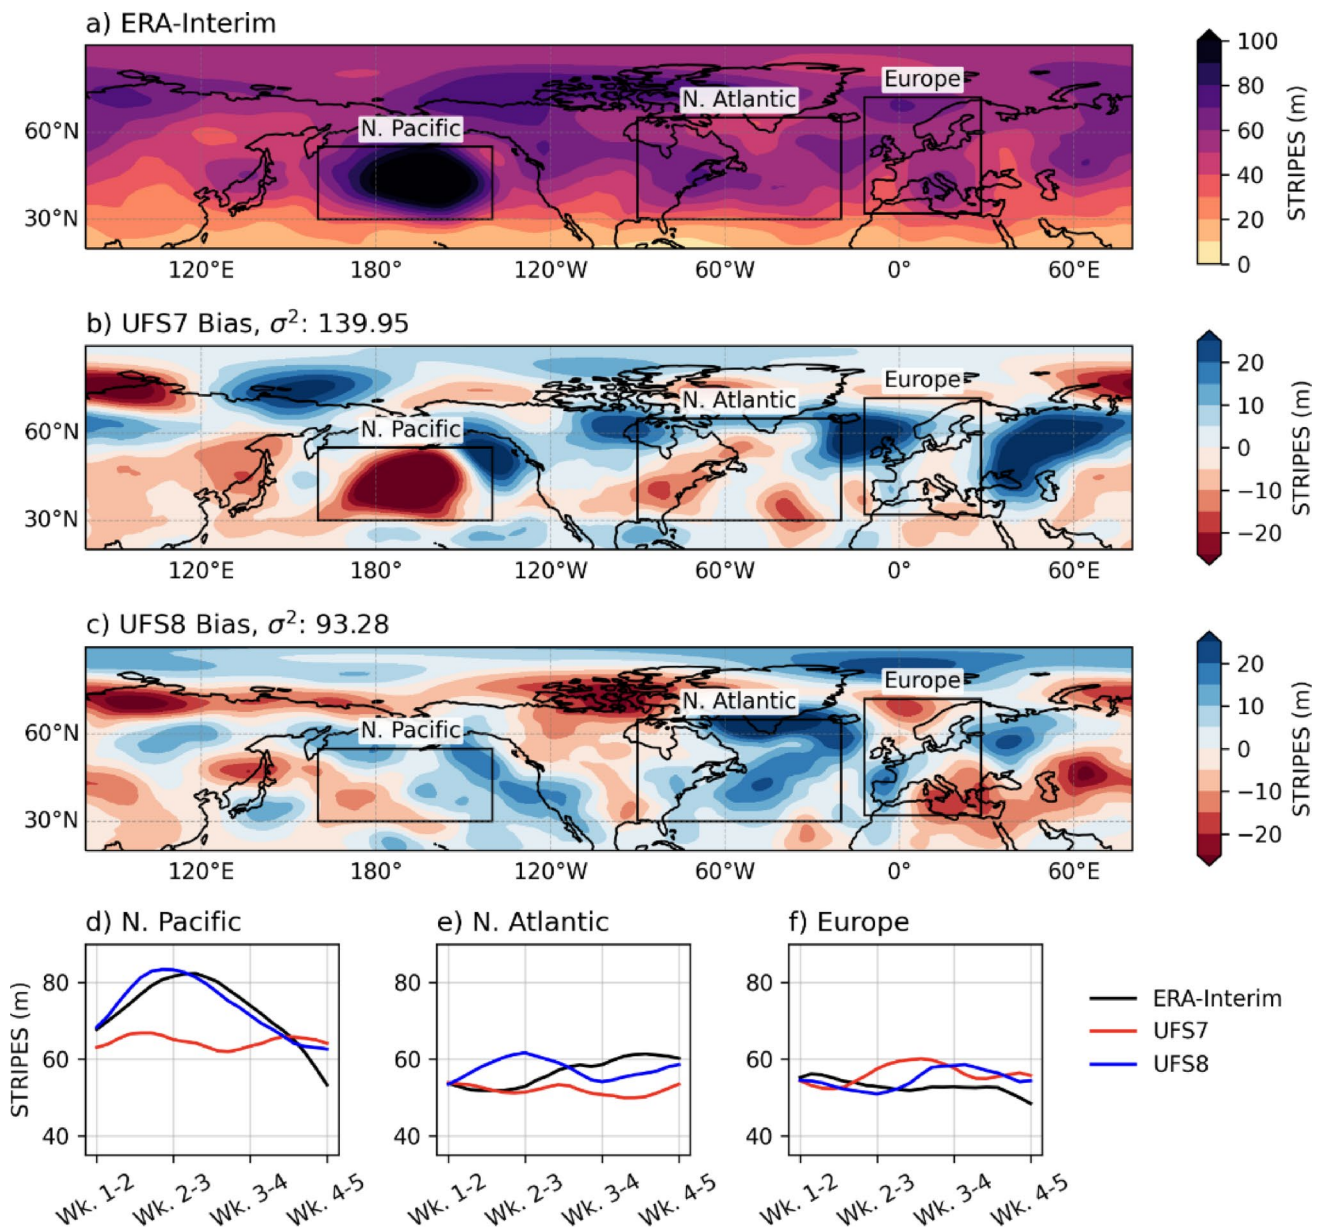 a) ERA-Interim
Europe
N. Atlantic
N. Pacific
60°N
30°N
120°E 180° 120°W 60°W 0° 60°E
100
80
60
40
20
0
STRIPES (m)
b) UFS7 Bias, σ²: 139.95
Europe
N. Atlantic
N. Pacific
60°N
30°N
120°E 180° 120°W 60°W 0° 60°E
20
10
0
−10
−20
STRIPES (m)
c) UFS8 Bias, σ²: 93.28
Europe
N. Atlantic
N. Pacific
60°N
30°N
120°E 180° 120°W 60°W 0° 60°E
20
10
0
−10
−20
STRIPES (m)
d) N. Pacific
STRIPES (m)
80
60
40
Wk. 1-2 Wk. 2-3 Wk. 3-4 Wk. 4-5
e) N. Atlantic
80
60
40
Wk. 1-2 Wk. 2-3 Wk. 3-4 Wk. 4-5
f) Europe
80
60
40
Wk. 1-2 Wk. 2-3 Wk. 3-4 Wk. 4-5
ERA-Interim
UFS7
UFS8